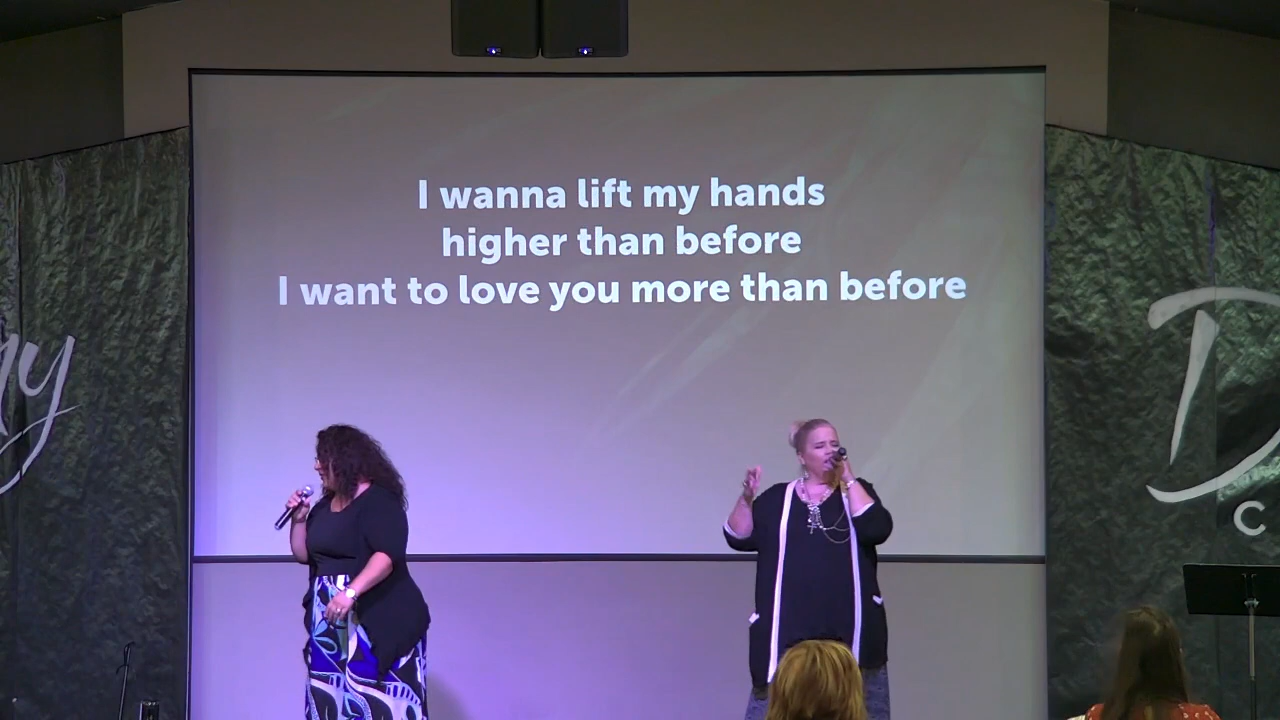 I wanna lift my hands
higher than before
I want to love you more than before